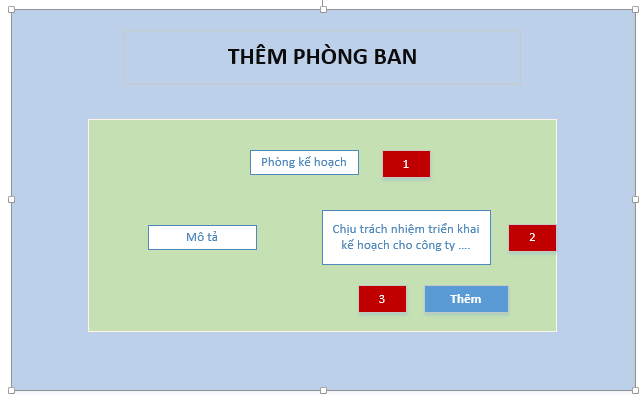 THÊM PHÒNG BAN
Phòng kế hoạch
1
Mô tả
Chịu trách nhiệm triển khai
kế hoạch cho công ty ....
2
3
Thêm